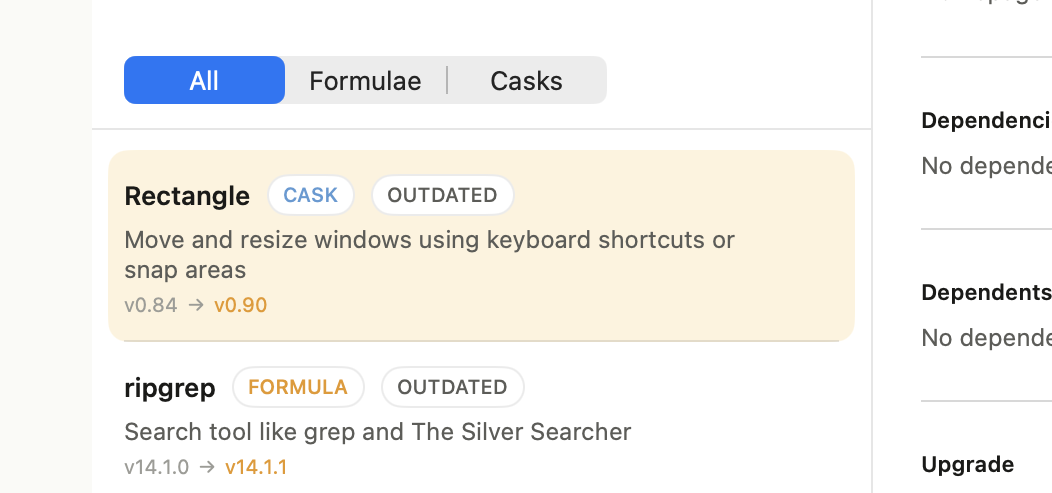 All
Formulae
Casks
Rectangle CASK OUTDATED
Move and resize windows using keyboard shortcuts or
snap areas
v0.84 → v0.90
ripgrep FORMULA OUTDATED
Search tool like grep and The Silver Searcher
v14.1.0 → v14.1.1
Dependenci
No depende
Dependents
No depende
Upgrade